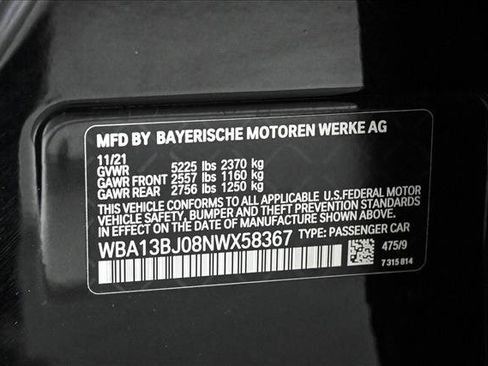 MFD BY BAYERISCHE MOTOREN WERKE AG
11/21
GVWR 5225 lbs 2370 kg
GAWR FRONT 2557 lbs 1160 kg
GAWR REAR 2756 lbs 1250 kg
THIS VEHICLE CONFORMS TO ALL APPLICABLE U.S.FEDERAL MOTOR
VEHICLE SAFETY, BUMPER AND THEFT PREVENTION STANDARDS
IN EFFECT ON THE DATE OF MANUFACTURE SHOWN ABOVE.
WBA13BJ08NWX58367 TYPE: PASSENGER CAR
475/9
7 315 814